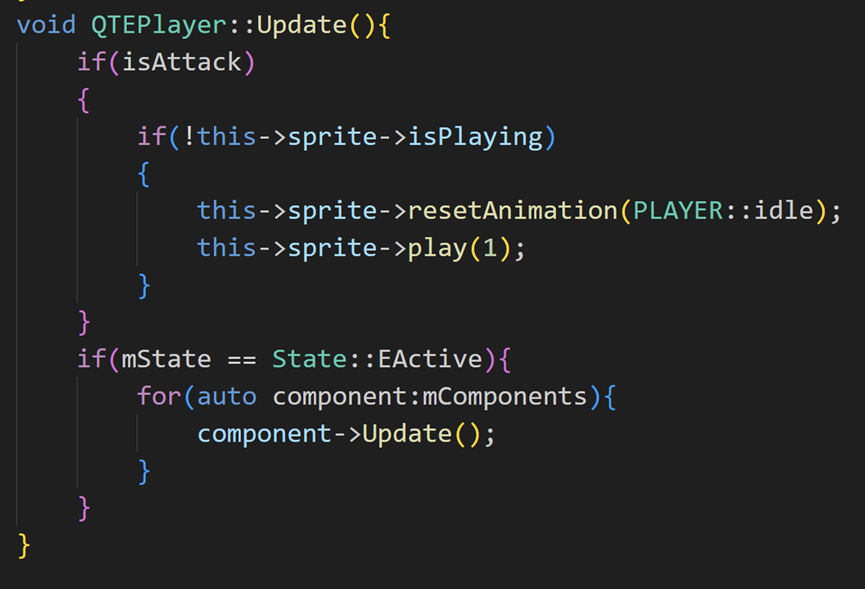 void QTEPlayer::Update(){
    if(isAttack)
    {
        if(!this->sprite->isPlaying)
        {
            this->sprite->resetAnimation(PLAYER::idle);
            this->sprite->play(1);
        }
    }
    if(mState == State::EActive){
        for(auto component:mComponents){
            component->Update();
        }
    }
}